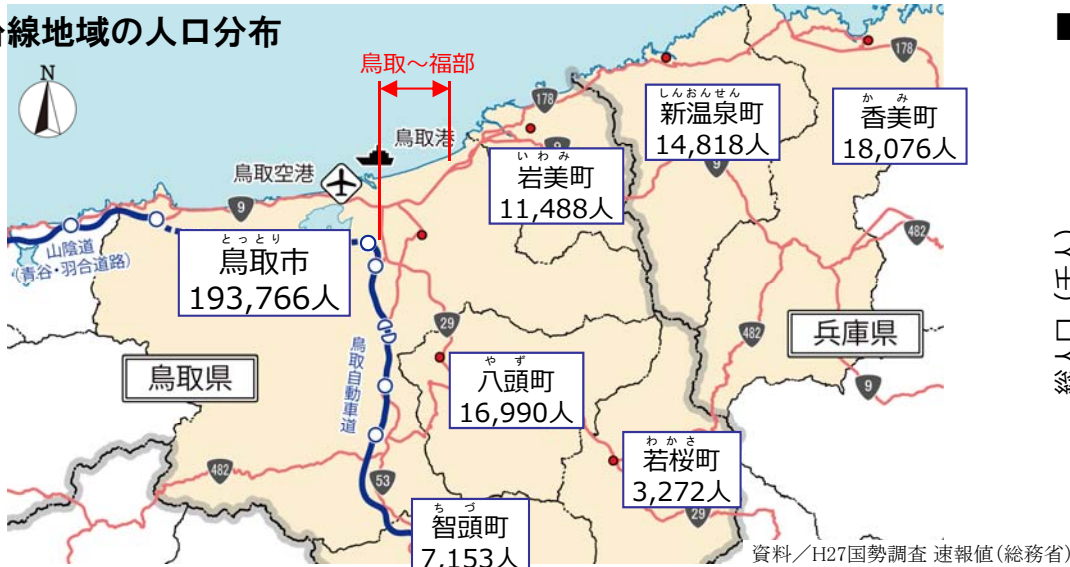 沿線地域の人口分布
N
鳥取～福部
鳥取港
鳥取空港
178
178
9
9
9
9
しんおんせん
新温泉町
14,818人
かみ
香美町
18,076人
いわみ
岩美町
11,488人
482
山陰道
(青谷・羽合道路)
とっとり
鳥取市
193,766人
29
482
兵庫県
鳥取県
鳥取自動車道
やず
八頭町
16,990人
わかさ
若桜町
3,272人
482
53
29
ちづ
智頭町
7,153人
資料／H27国勢調査 速報値(総務省)
総人口(千人)